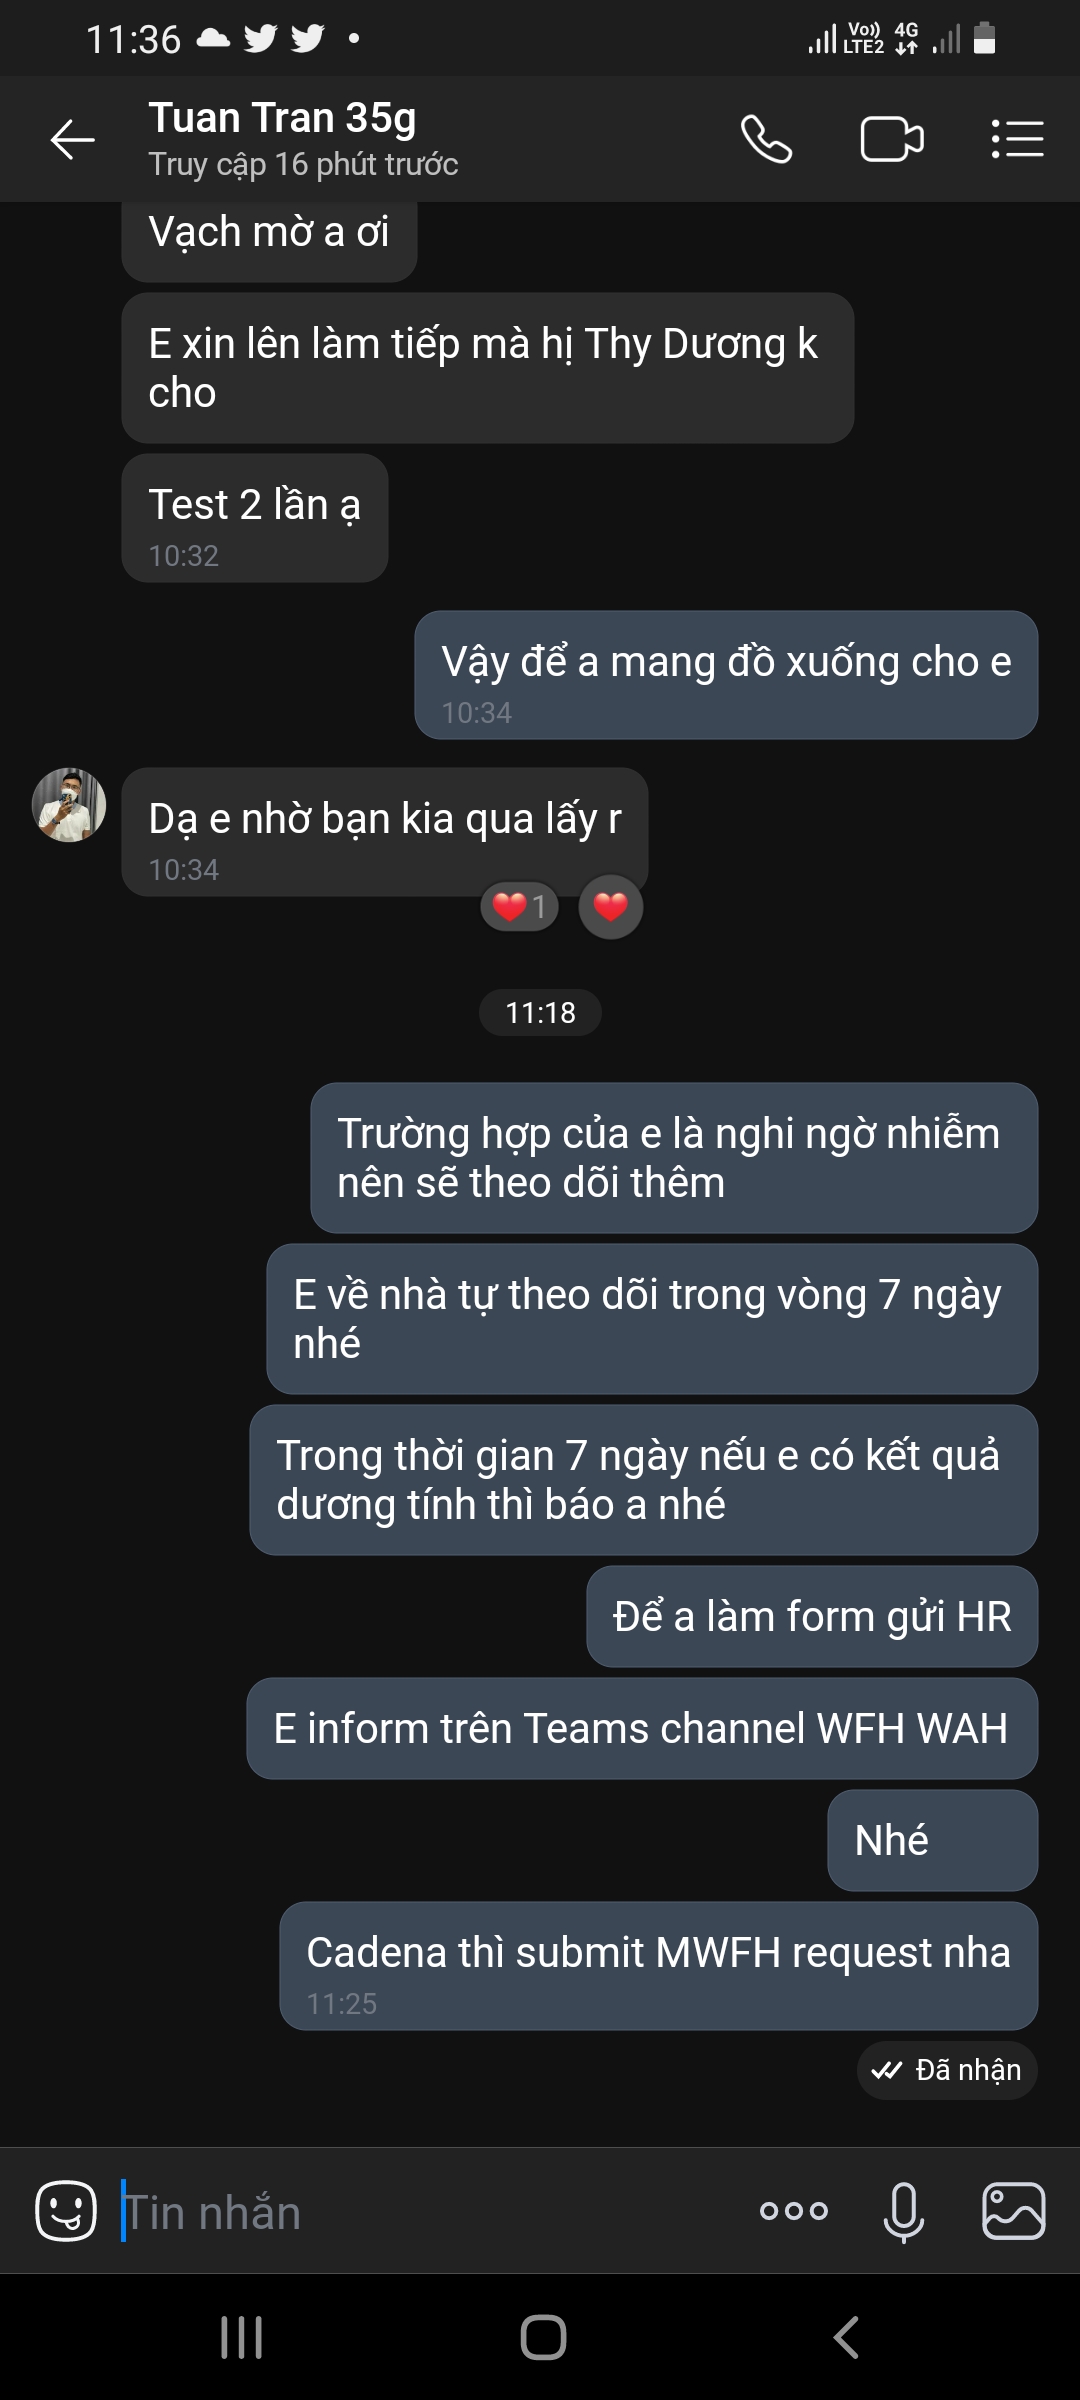 11:36
Vo)) LTE2 4G
Tuan Tran 35g
Truy cập 16 phút trước
Vạch mờ a ơi
E xin lên làm tiếp mà hị Thy Dương k
cho
Test 2 lần ạ
10:32
Vậy để a mang đồ xuống cho e
10:34
Dạ e nhờ bạn kia qua lấy r
10:34
1
11:18
Trường hợp của e là nghi ngờ nhiễm
nên sẽ theo dõi thêm
E về nhà tự theo dõi trong vòng 7 ngày
nhé
Trong thời gian 7 ngày nếu e có kết quả
dương tính thì báo a nhé
Để a làm form gửi HR
E inform trên Teams channel WFH WAH
Nhé
Cadena thì submit MWFH request nha
11:25
Đã nhận
Tin nhắn